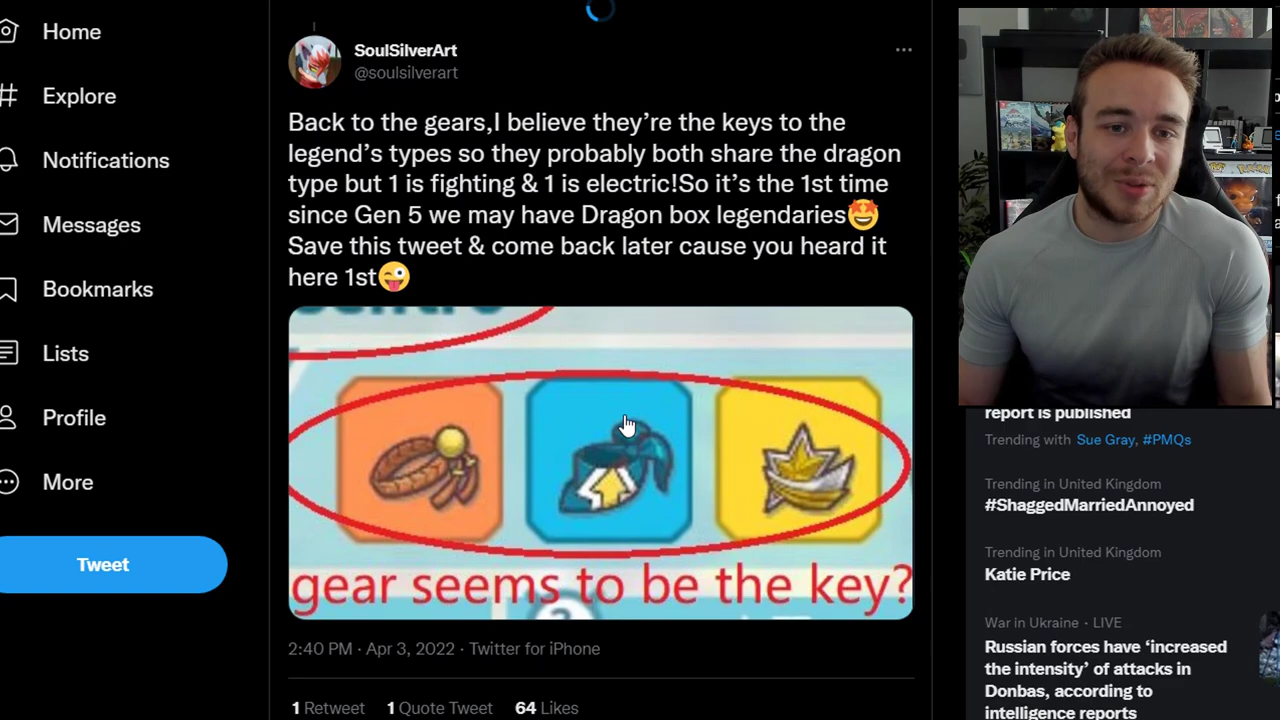 Home
Explore
Notifications
Messages
Bookmarks
Lists
Profile
More
Tweet
SoulSilverArt
@soulsilverart
Back to the gears,I believe they’re the keys to the
legend’s types so they probably both share the dragon
type but 1 is fighting & 1 is electric!So it’s the 1st time
since Gen 5 we may have Dragon box legendaries🤩
Save this tweet & come back later cause you heard it
here 1st😜
gear seems to be the key?
2:40 PM · Apr 3, 2022 · Twitter for iPhone
1 Retweet 1 Quote Tweet 64 Likes
report is published
Trending with Sue Gray, #PMQs
Trending in United Kingdom
#ShaggedMarriedAnnoyed
Trending in United Kingdom
Katie Price
War in Ukraine · LIVE
Russian forces have ‘increased
the intensity’ of attacks in
Donbas, according to
intelligence reports